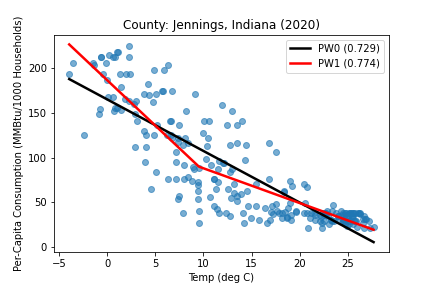 County: Jennings, Indiana (2020)
PW0 (0.729)
PW1 (0.774)
Per-Capita Consumption (MMBtu/1000 Households)
200
150
100
50
0
−5
0
5
10
15
20
25
Temp (deg C)